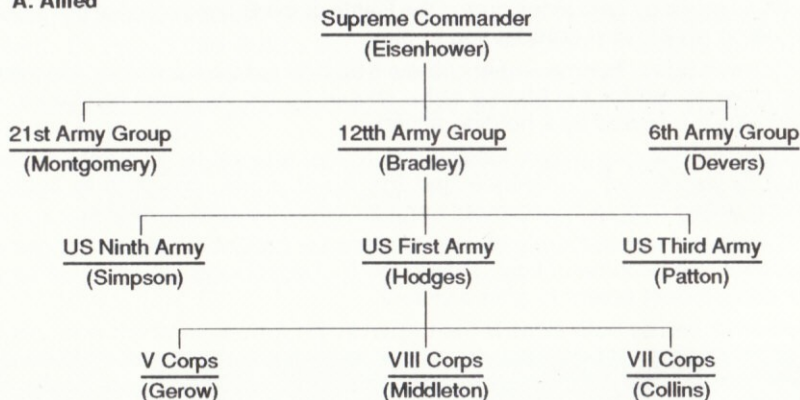 A. Allied
Supreme Commander
(Eisenhower)
21st Army Group
(Montgomery)
12tth Army Group
(Bradley)
6th Army Group
(Devers)
US Ninth Army
(Simpson)
US First Army
(Hodges)
US Third Army
(Patton)
V Corps
(Gerow)
VIII Corps
(Middleton)
VII Corps
(Collins)